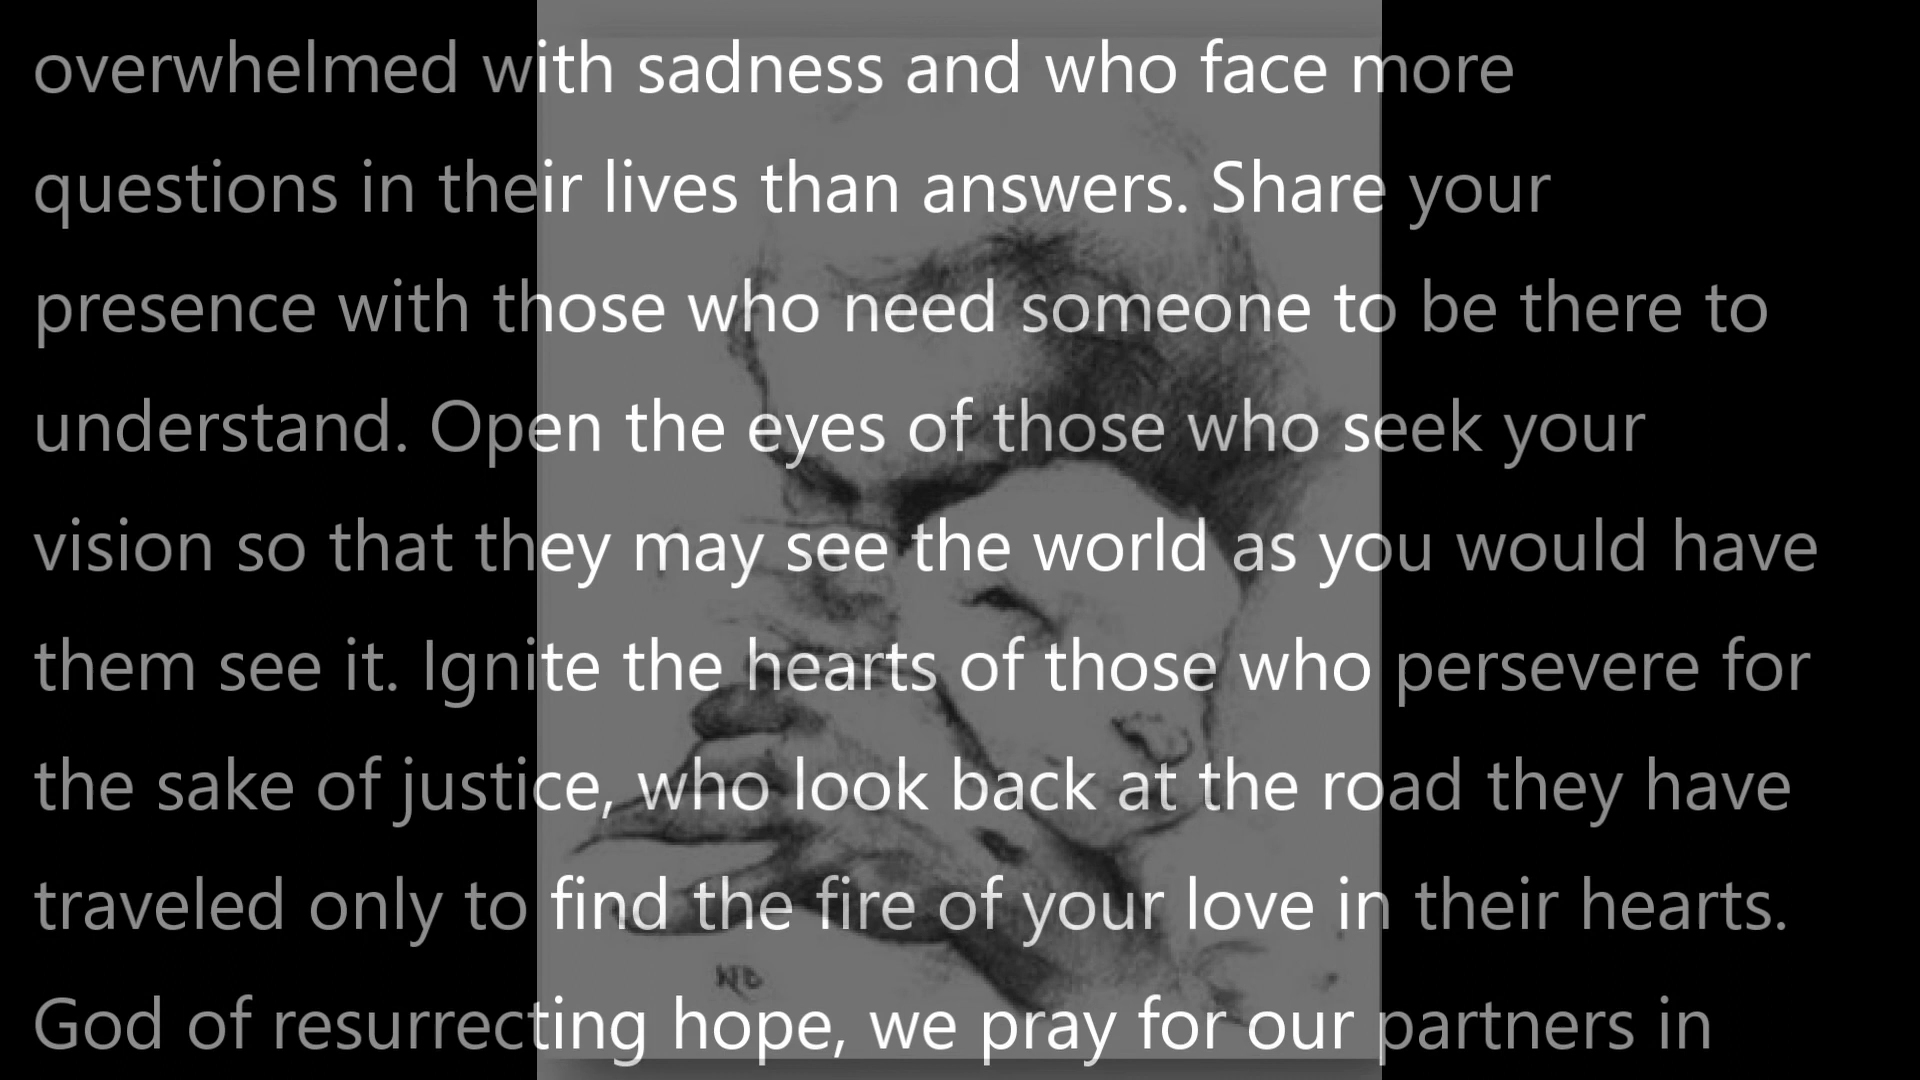 overwhelmed with sadness and who face more
questions in their lives than answers. Share your
presence with those who need someone to be there to
understand. Open the eyes of those who seek your
vision so that they may see the world as you would have
them see it. Ignite the hearts of those who persevere for
the sake of justice, who look back at the road they have
traveled only to find the fire of your love in their hearts.
God of resurrecting hope, we pray for our partners in